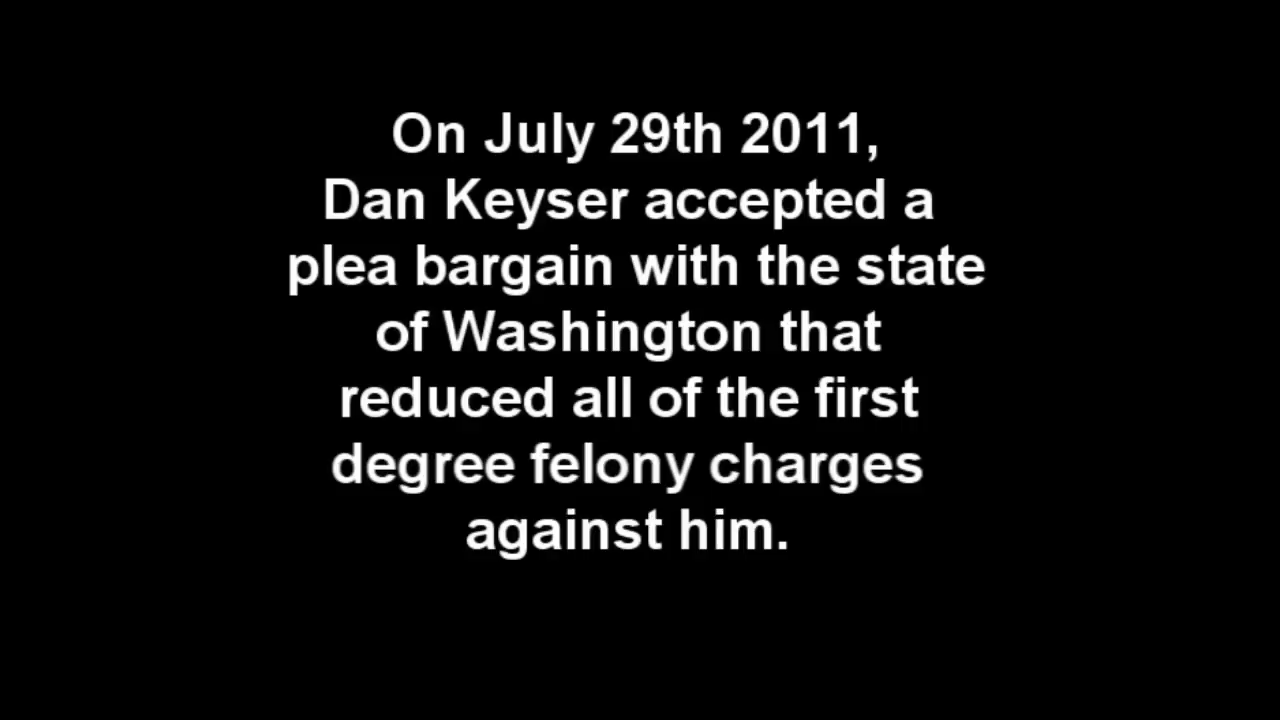 On July 29th 2011,
Dan Keyser accepted a
plea bargain with the state
of Washington that
reduced all of the first
degree felony charges
against him.